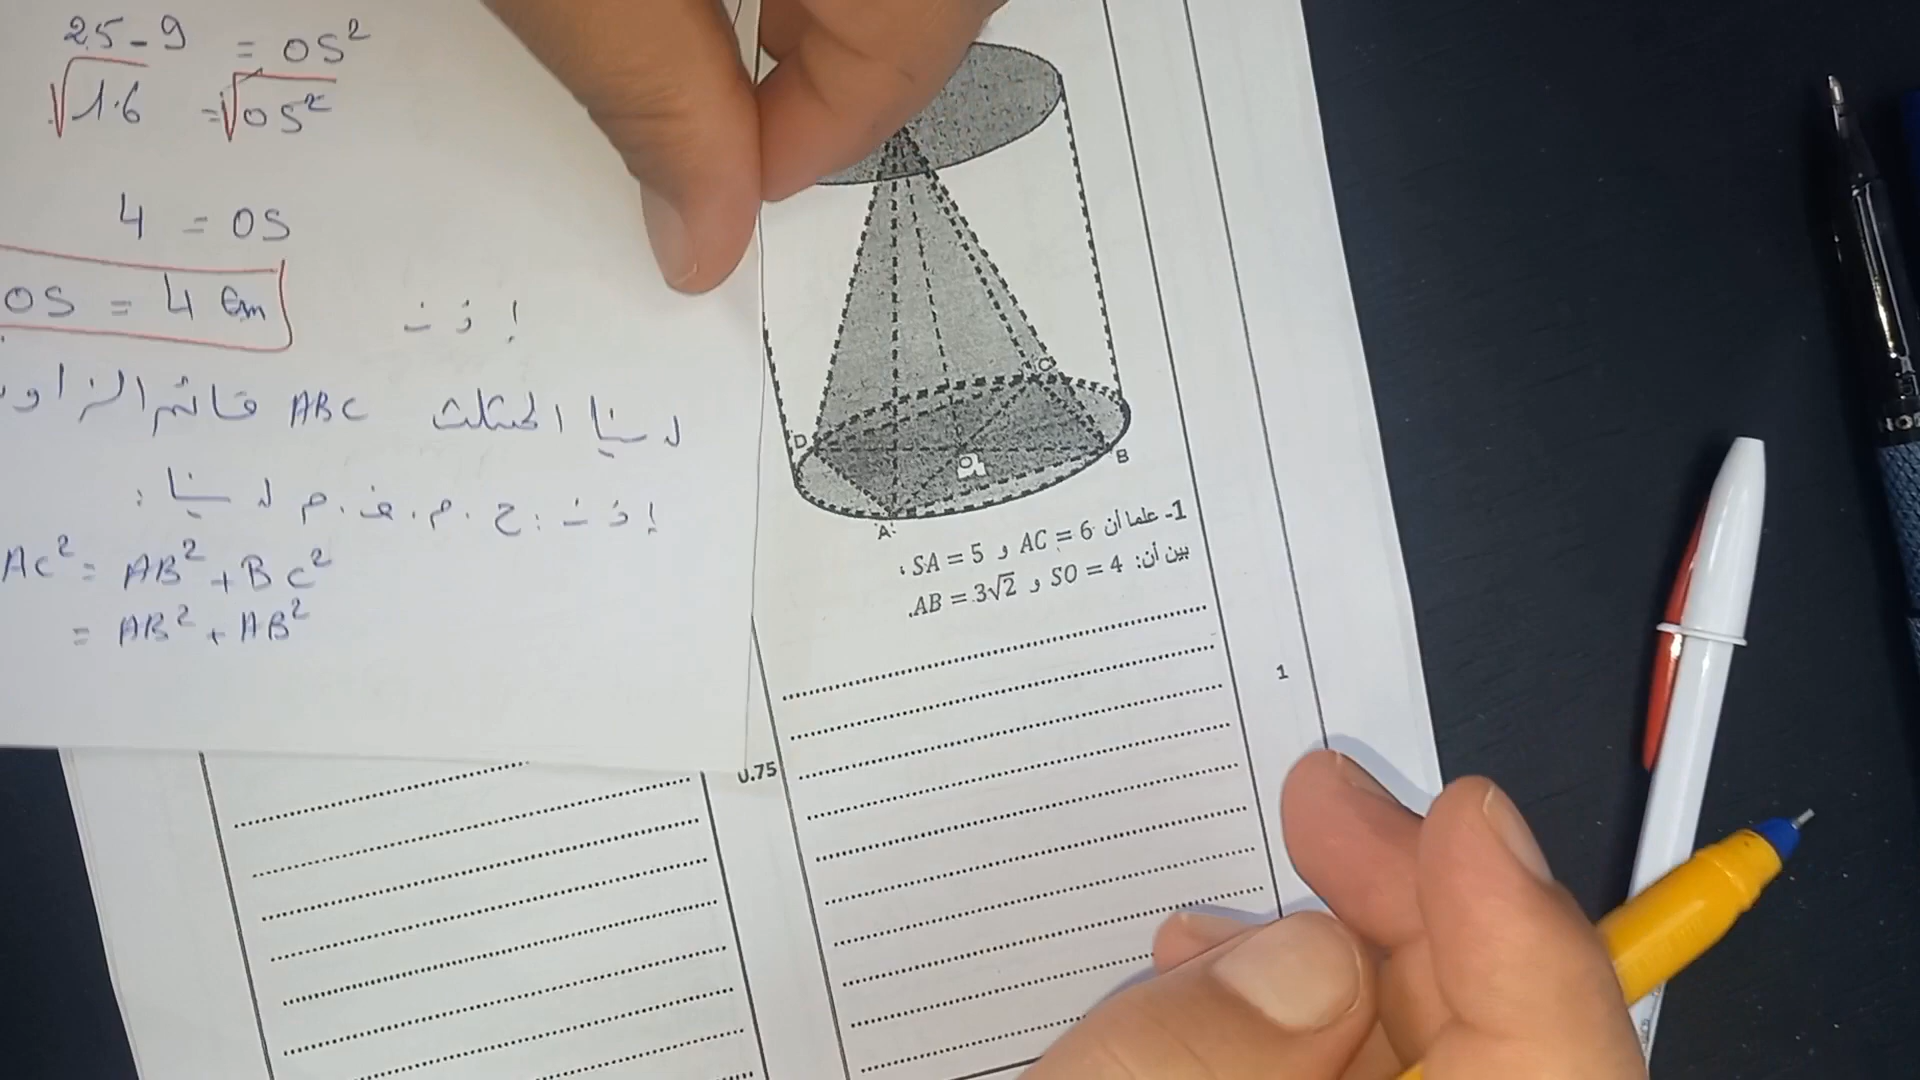 25 - 9 = OS²
√16 = √OS²
4 = OS
إذن OS = 4 cm
لدينا المثلث ABC قائم الزاوية
إذن : ح . م . ف . م لدينا :
AC² = AB² + BC²
= AB² + AB²
D
C
O
B
A
1- علما أن AC = 6 و SA = 5 ،
بين أن: SO = 4 و AB = 3√2.
1
0.75